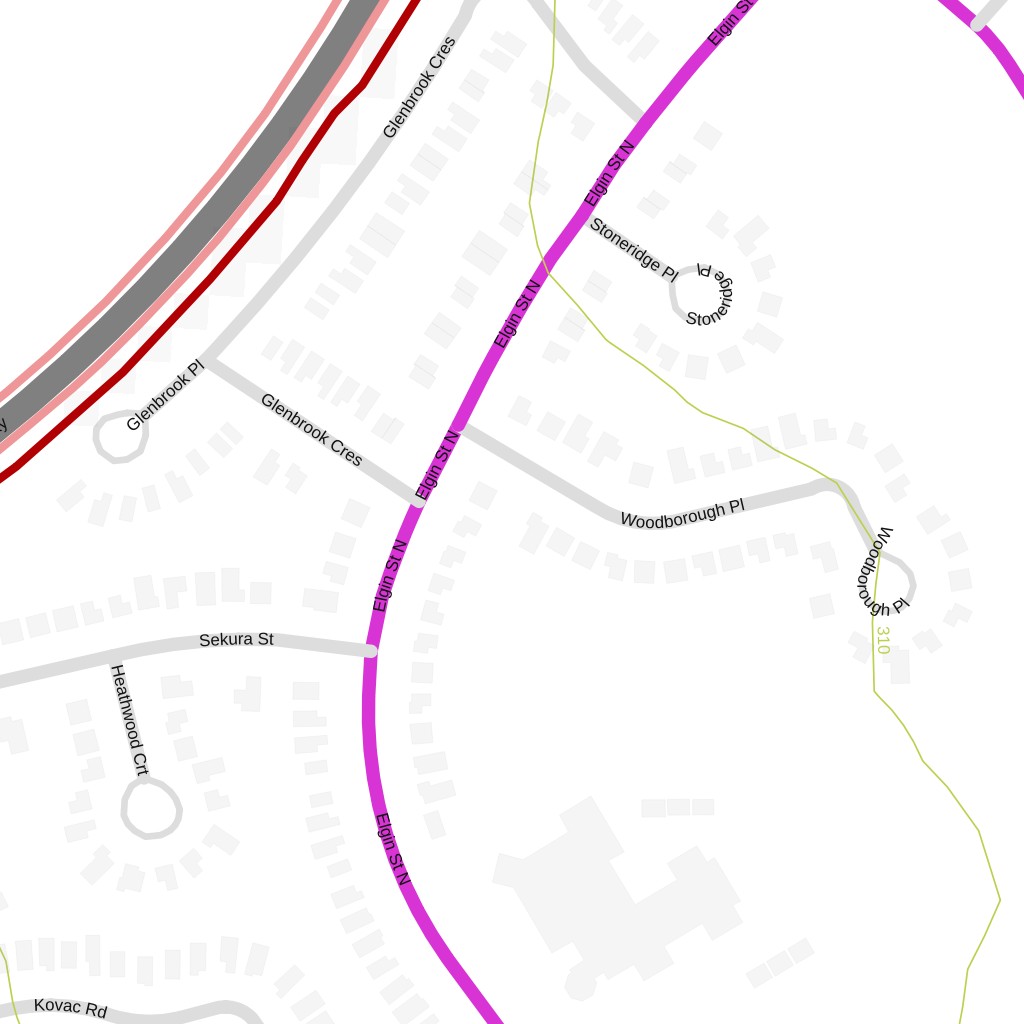 Elgin St
Glenbrook Cres
Elgin St N
Stoneridge Pl
Stoneridge Pl
Elgin St N
Glenbrook Pl
Glenbrook Cres
Elgin St N
Woodborough Pl
Woodborough Pl
Elgin St N
310
Sekura St
Heathwood Crt
Elgin St N
Kovac Rd